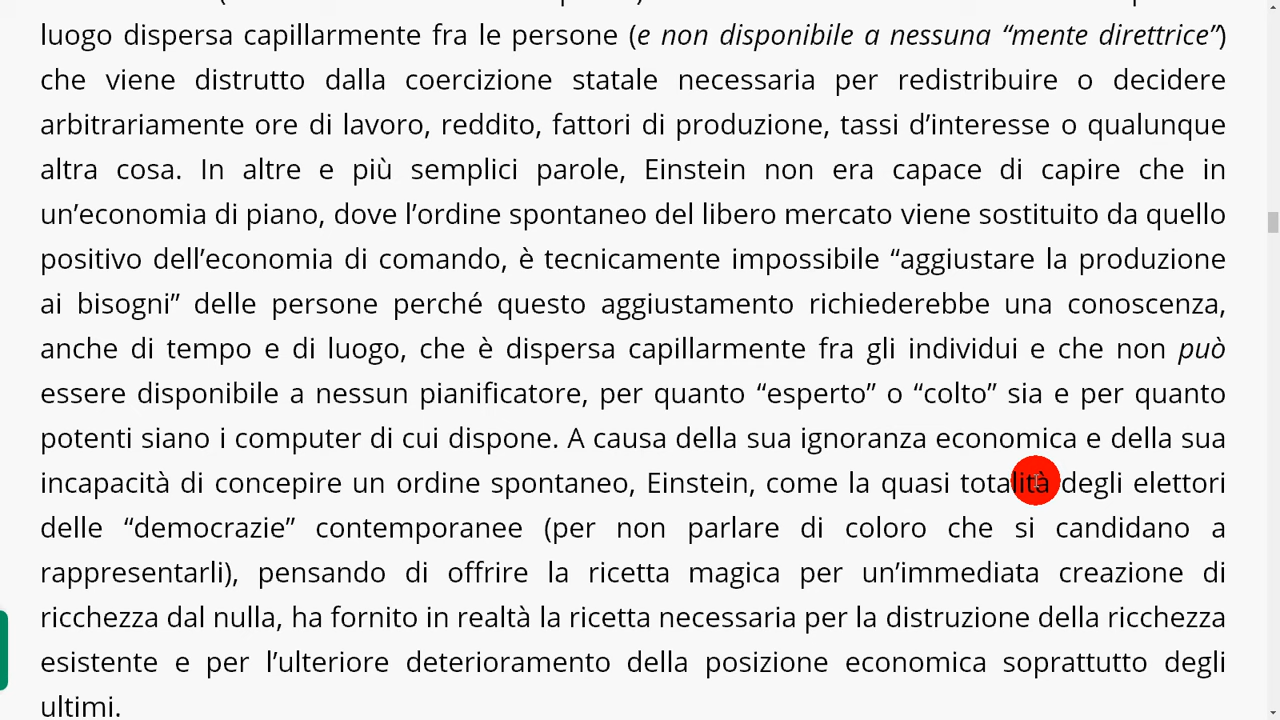 luogo dispersa capillarmente fra le persone (e non disponibile a nessuna “mente direttrice”)
che viene distrutto dalla coercizione statale necessaria per redistribuire o decidere
arbitrariamente ore di lavoro, reddito, fattori di produzione, tassi d’interesse o qualunque
altra cosa. In altre e più semplici parole, Einstein non era capace di capire che in
un’economia di piano, dove l’ordine spontaneo del libero mercato viene sostituito da quello
positivo dell’economia di comando, è tecnicamente impossibile “aggiustare la produzione
ai bisogni” delle persone perché questo aggiustamento richiederebbe una conoscenza,
anche di tempo e di luogo, che è dispersa capillarmente fra gli individui e che non può
essere disponibile a nessun pianificatore, per quanto “esperto” o “colto” sia e per quanto
potenti siano i computer di cui dispone. A causa della sua ignoranza economica e della sua
incapacità di concepire un ordine spontaneo, Einstein, come la quasi totalità degli elettori
delle “democrazie” contemporanee (per non parlare di coloro che si candidano a
rappresentarli), pensando di offrire la ricetta magica per un’immediata creazione di
ricchezza dal nulla, ha fornito in realtà la ricetta necessaria per la distruzione della ricchezza
esistente e per l’ulteriore deterioramento della posizione economica soprattutto degli
ultimi.